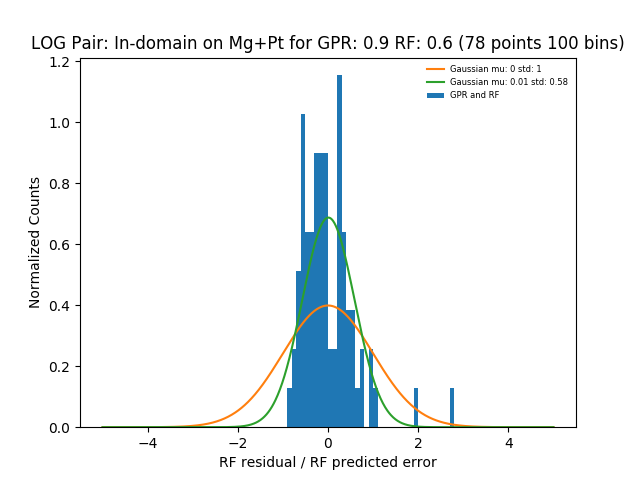 LOG Pair: In-domain on Mg+Pt for GPR: 0.9 RF: 0.6 (78 points 100 bins)
Gaussian mu: 0 std: 1
Gaussian mu: 0.01 std: 0.58
GPR and RF
Normalized Counts
1.2
1.0
0.8
0.6
0.4
0.2
0.0
−4 −2 0 2 4
RF residual / RF predicted error